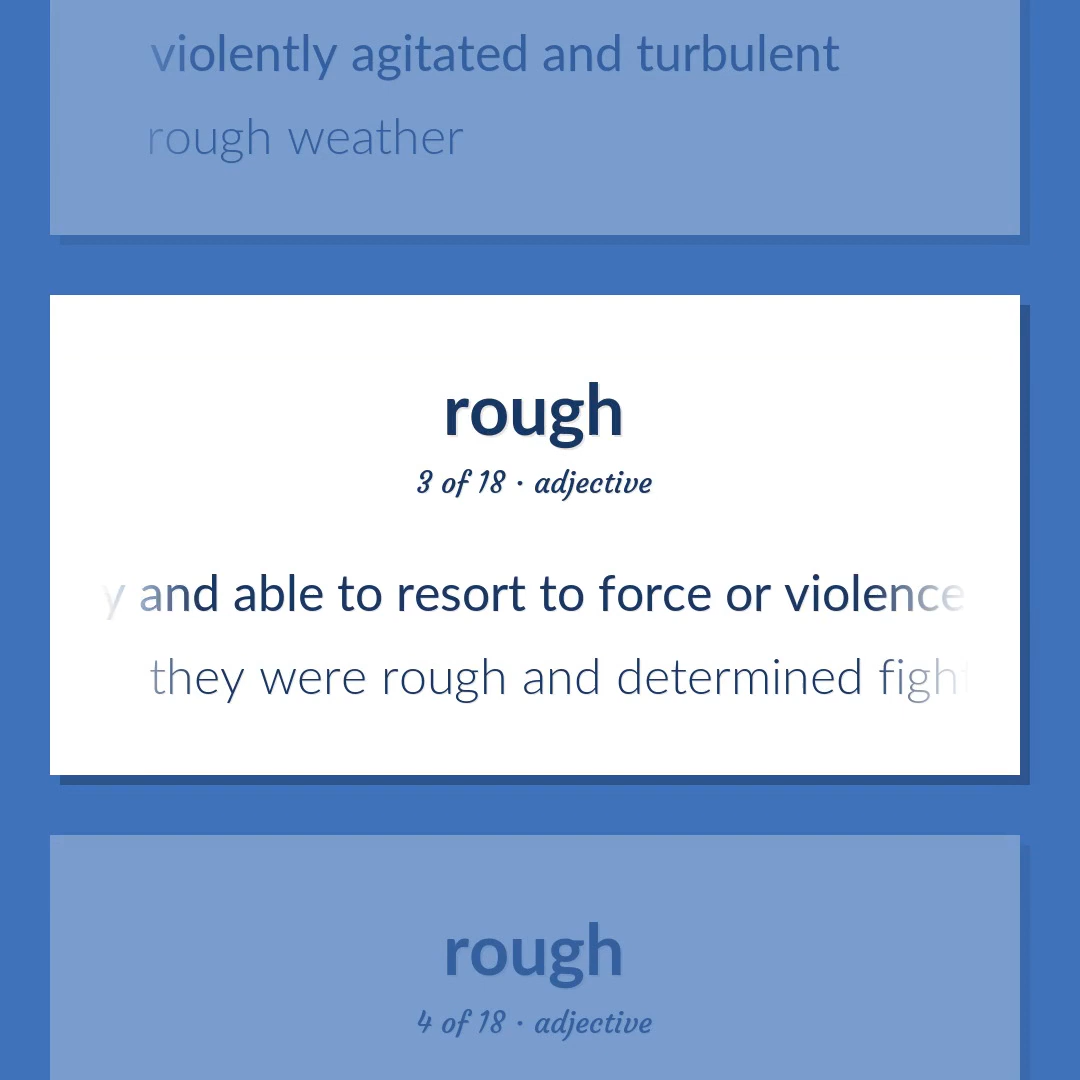 violently agitated and turbulent
rough weather
rough
3 of 18 · adjective
y and able to resort to force or violence
they were rough and determined fight
rough
4 of 18 · adjective